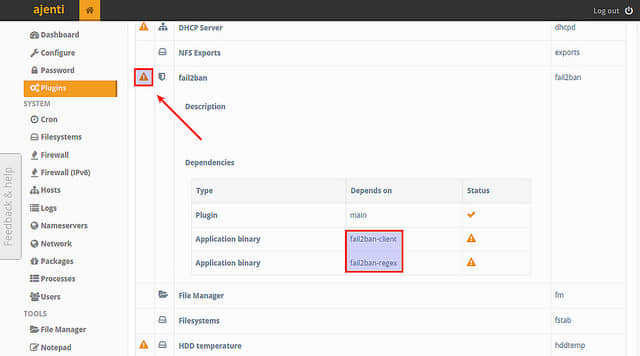 ajenti
Log out
Dashboard
Configure
Password
Plugins
SYSTEM
Cron
Filesystems
Firewall
Firewall (IPv6)
Hosts
Logs
Nameservers
Network
Packages
Processes
Users
TOOLS
File Manager
Notepad
Feedback & help
DHCP Server dhcpd
NFS Exports exports
fail2ban fail2ban
Description
Dependencies
Type Depends on Status
Plugin main
Application binary fail2ban-client
Application binary fail2ban-regex
File Manager fm
Filesystems fstab
HDD temperature hddtemp